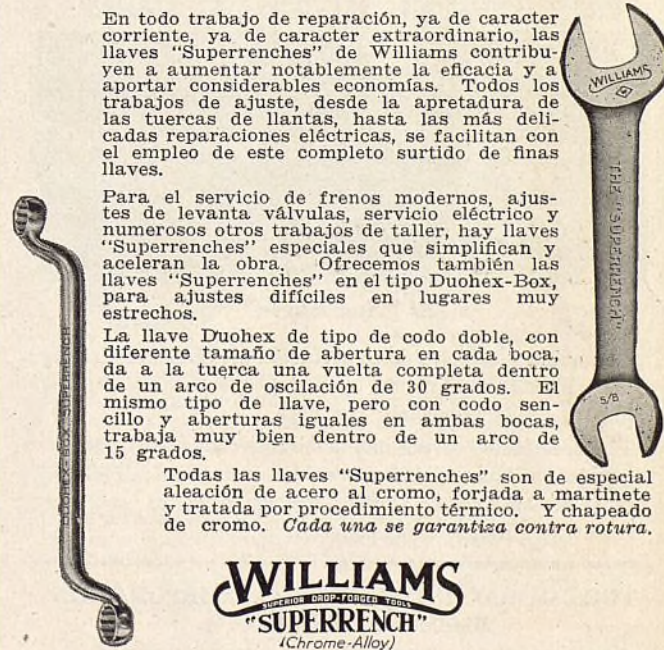 En todo trabajo de reparación, ya de caracter
corriente, ya de caracter extraordinario, las
llaves “Superrenches” de Williams contribu-
yen a aumentar notablemente la eficacia y a
aportar considerables economías. Todos los
trabajos de ajuste, desde la apretadura de
las tuercas de llantas, hasta las más deli-
cadas reparaciones eléctricas, se facilitan con
el empleo de este completo surtido de finas
llaves.
Para el servicio de frenos modernos, ajus-
tes de levanta válvulas, servicio eléctrico y
numerosos otros trabajos de taller, hay llaves
“Superrenches” especiales que simplifican y
aceleran la obra. Ofrecemos también las
llaves “Superrenches” en el tipo Duohex-Box,
para ajustes difíciles en lugares muy
estrechos.
La llave Duohex de tipo de codo doble, con
diferente tamaño de abertura en cada boca,
da a la tuerca una vuelta completa dentro
de un arco de oscilación de 30 grados. El
mismo tipo de llave, pero con codo sen-
cillo y aberturas iguales en ambas bocas,
trabaja muy bien dentro de un arco de
15 grados.
Todas las llaves “Superrenches” son de especial
aleación de acero al cromo, forjada a martinete
y tratada por procedimiento térmico. Y chapeado
de cromo. Cada una se garantiza contra rotura.
WILLIAMS
THE "SUPERRENCH"
5/8
DUOHEX-BOX-SUPERRENCH
WILLIAMS
SUPERIOR DROP-FORGED TOOLS
“SUPERRENCH”
(Chrome-Alloy)